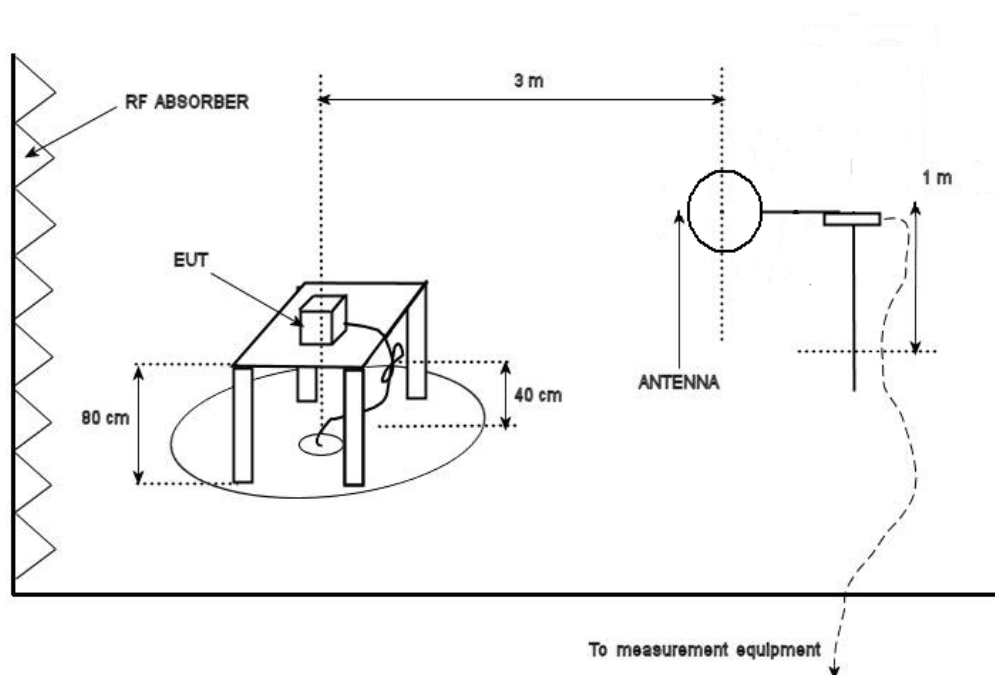 3 m
RF ABSORBER
1 m
EUT
ANTENNA
80 cm
40 cm
To measurement equipment